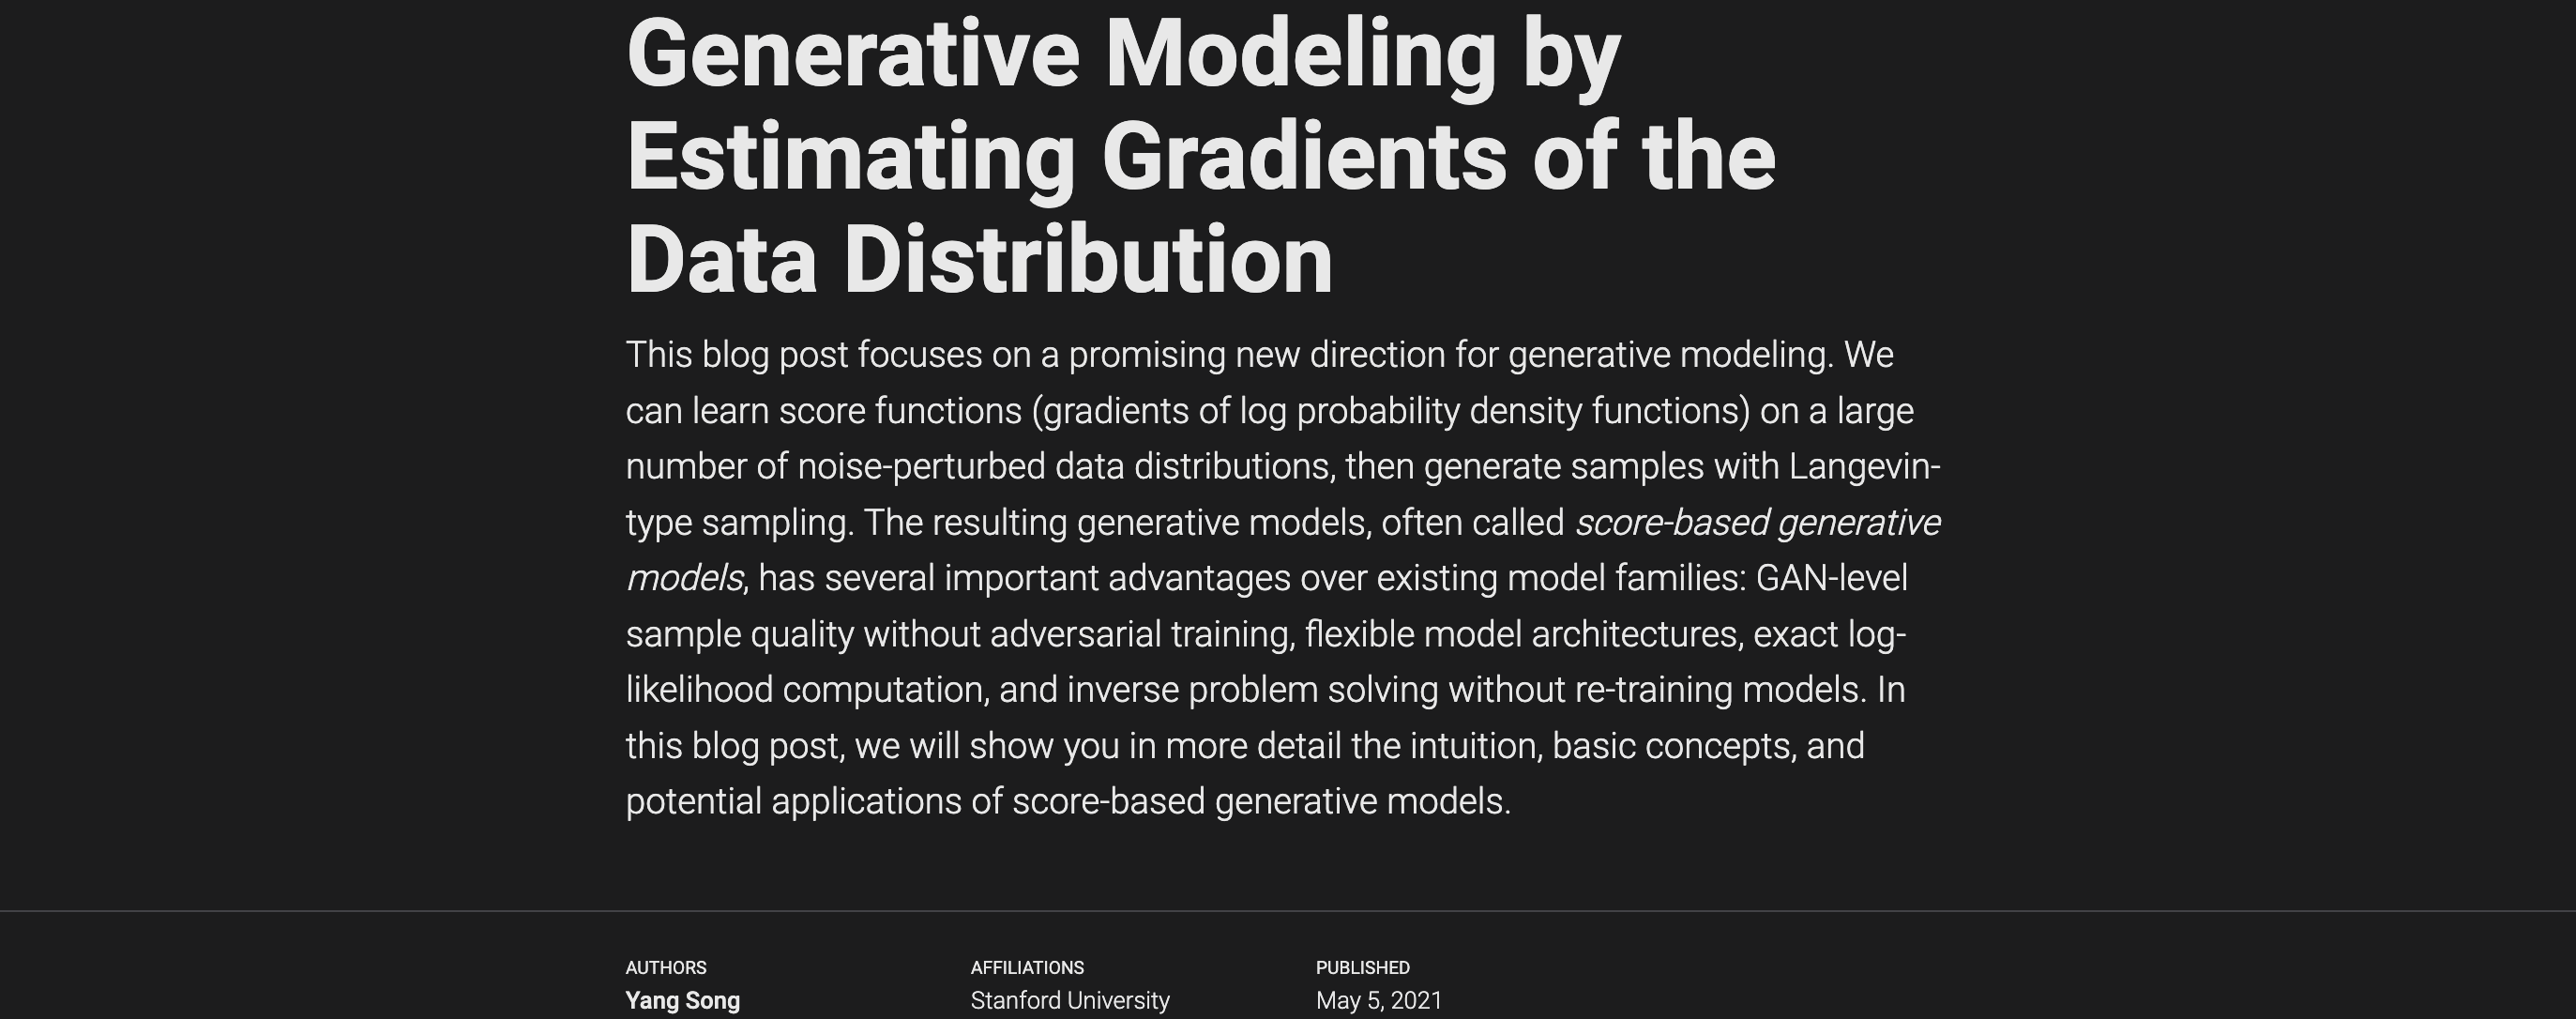 Generative Modeling by
Estimating Gradients of the
Data Distribution
This blog post focuses on a promising new direction for generative modeling. We
can learn score functions (gradients of log probability density functions) on a large
number of noise-perturbed data distributions, then generate samples with Langevin-
type sampling. The resulting generative models, often called score-based generative
models, has several important advantages over existing model families: GAN-level
sample quality without adversarial training, flexible model architectures, exact log-
likelihood computation, and inverse problem solving without re-training models. In
this blog post, we will show you in more detail the intuition, basic concepts, and
potential applications of score-based generative models.
AUTHORS AFFILIATIONS PUBLISHED
Yang Song Stanford University May 5, 2021